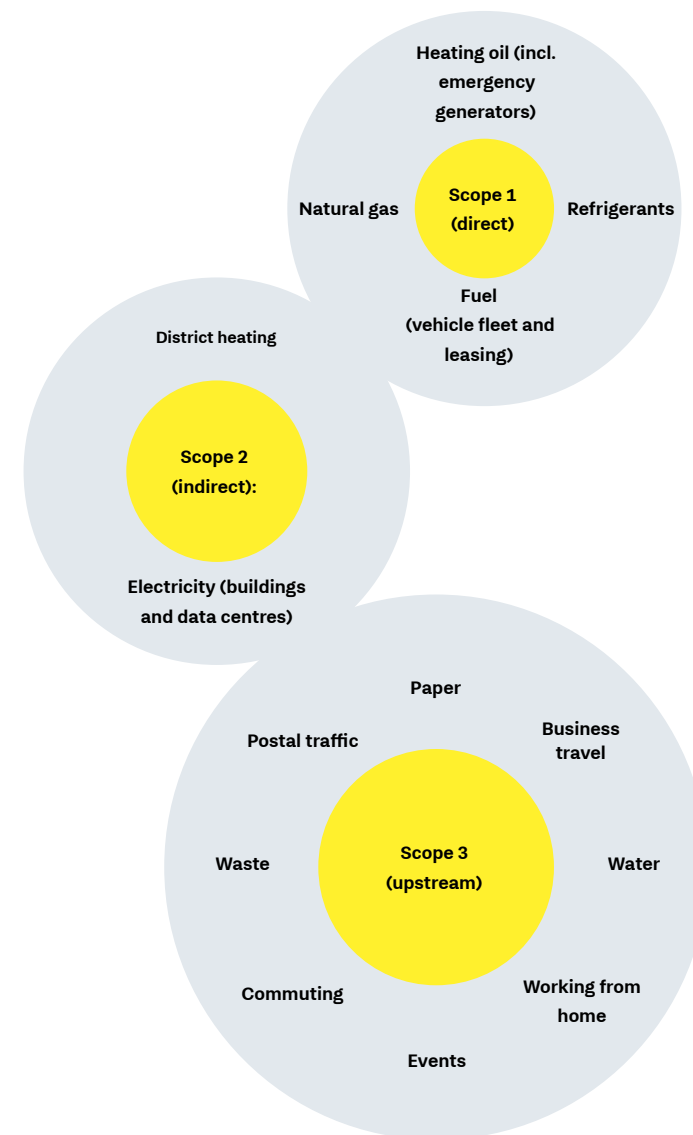 Heating oil (incl.
emergency
generators)
Natural gas
Scope 1
(direct)
Refrigerants
Fuel
(vehicle fleet and
leasing)
District heating
Scope 2
(indirect):
Electricity (buildings
and data centres)
Paper
Business
travel
Postal traffic
Waste
Scope 3
(upstream)
Water
Commuting
Working from
home
Events